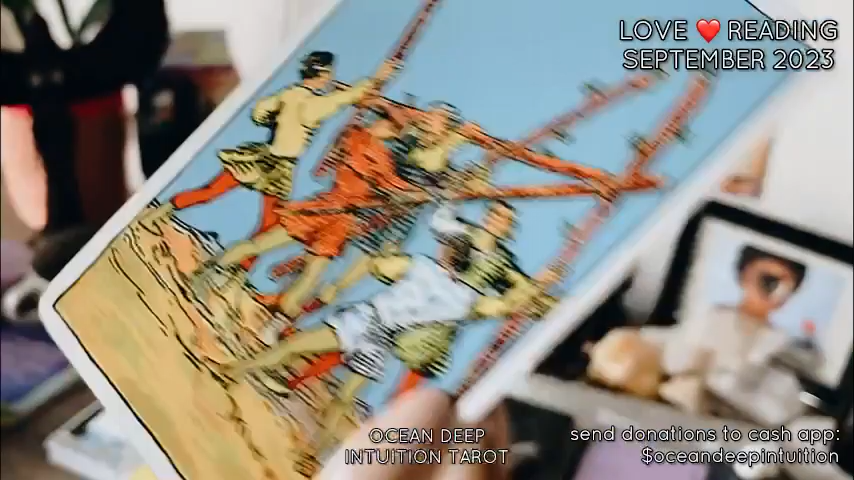 LOVE ❤️ READING
SEPTEMBER 2023
OCEAN DEEP
INTUITION TAROT
send donations to cash app:
$oceandeepintuition